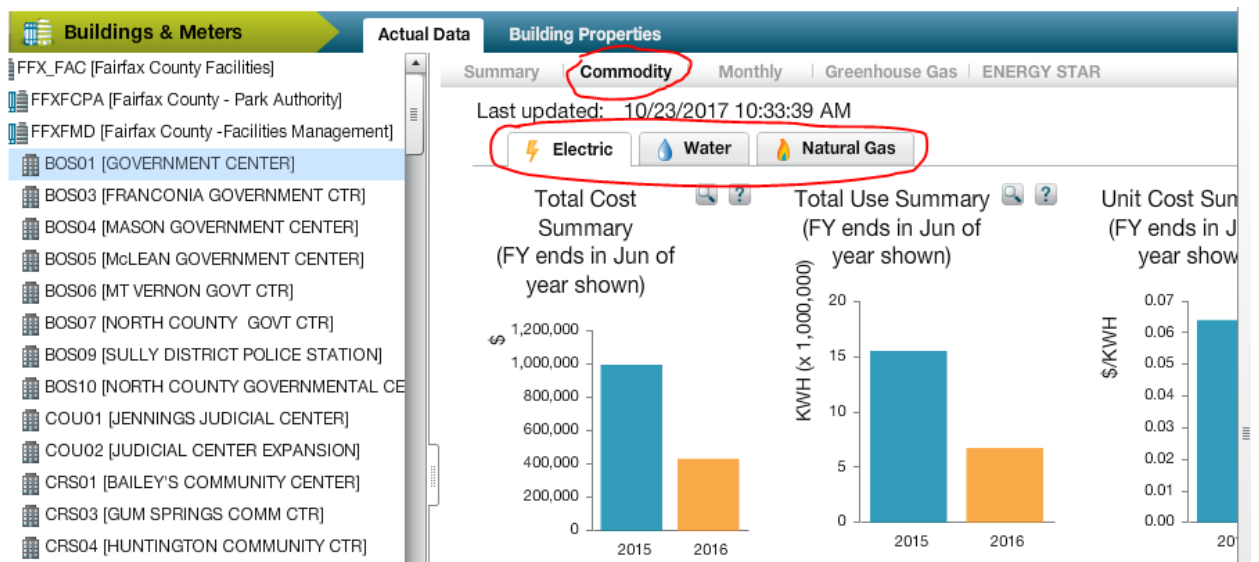 Buildings & Meters
Actual Data
Building Properties
FFX_FAC [Fairfax County Facilities]
FFXFCPA [Fairfax County - Park Authority]
FFXFMD [Fairfax County -Facilities Management]
BOS01 [GOVERNMENT CENTER]
BOS03 [FRANCONIA GOVERNMENT CTR]
BOS04 [MASON GOVERNMENT CENTER]
BOS05 [McLEAN GOVERNMENT CENTER]
BOS06 [MT VERNON GOVT CTR]
BOS07 [NORTH COUNTY  GOVT CTR]
BOS09 [SULLY DISTRICT POLICE STATION]
BOS10 [NORTH COUNTY GOVERNMENTAL CE
COU01 [JENNINGS JUDICIAL CENTER]
COU02 [JUDICIAL CENTER EXPANSION]
CRS01 [BAILEY'S COMMUNITY CENTER]
CRS03 [GUM SPRINGS COMM CTR]
CRS04 [HUNTINGTON COMMUNITY CTR]
Summary | Commodity Monthly | Greenhouse Gas | ENERGY STAR
Last updated: 10/23/2017 10:33:39 AM
Electric
Water
Natural Gas
Total Cost
Summary
(FY ends in Jun of
year shown)
?
$
1,200,000
1,000,000
800,000
600,000
400,000
200,000
0
2015 2016
Total Use Summary
(FY ends in Jun of
year shown)
?
KWH (x 1,000,000)
20
15
10
5
0
2015 2016
Unit Cost Sum
(FY ends in J
year show
$/KWH
0.07
0.06
0.05
0.04
0.03
0.02
0.01
0.00
20